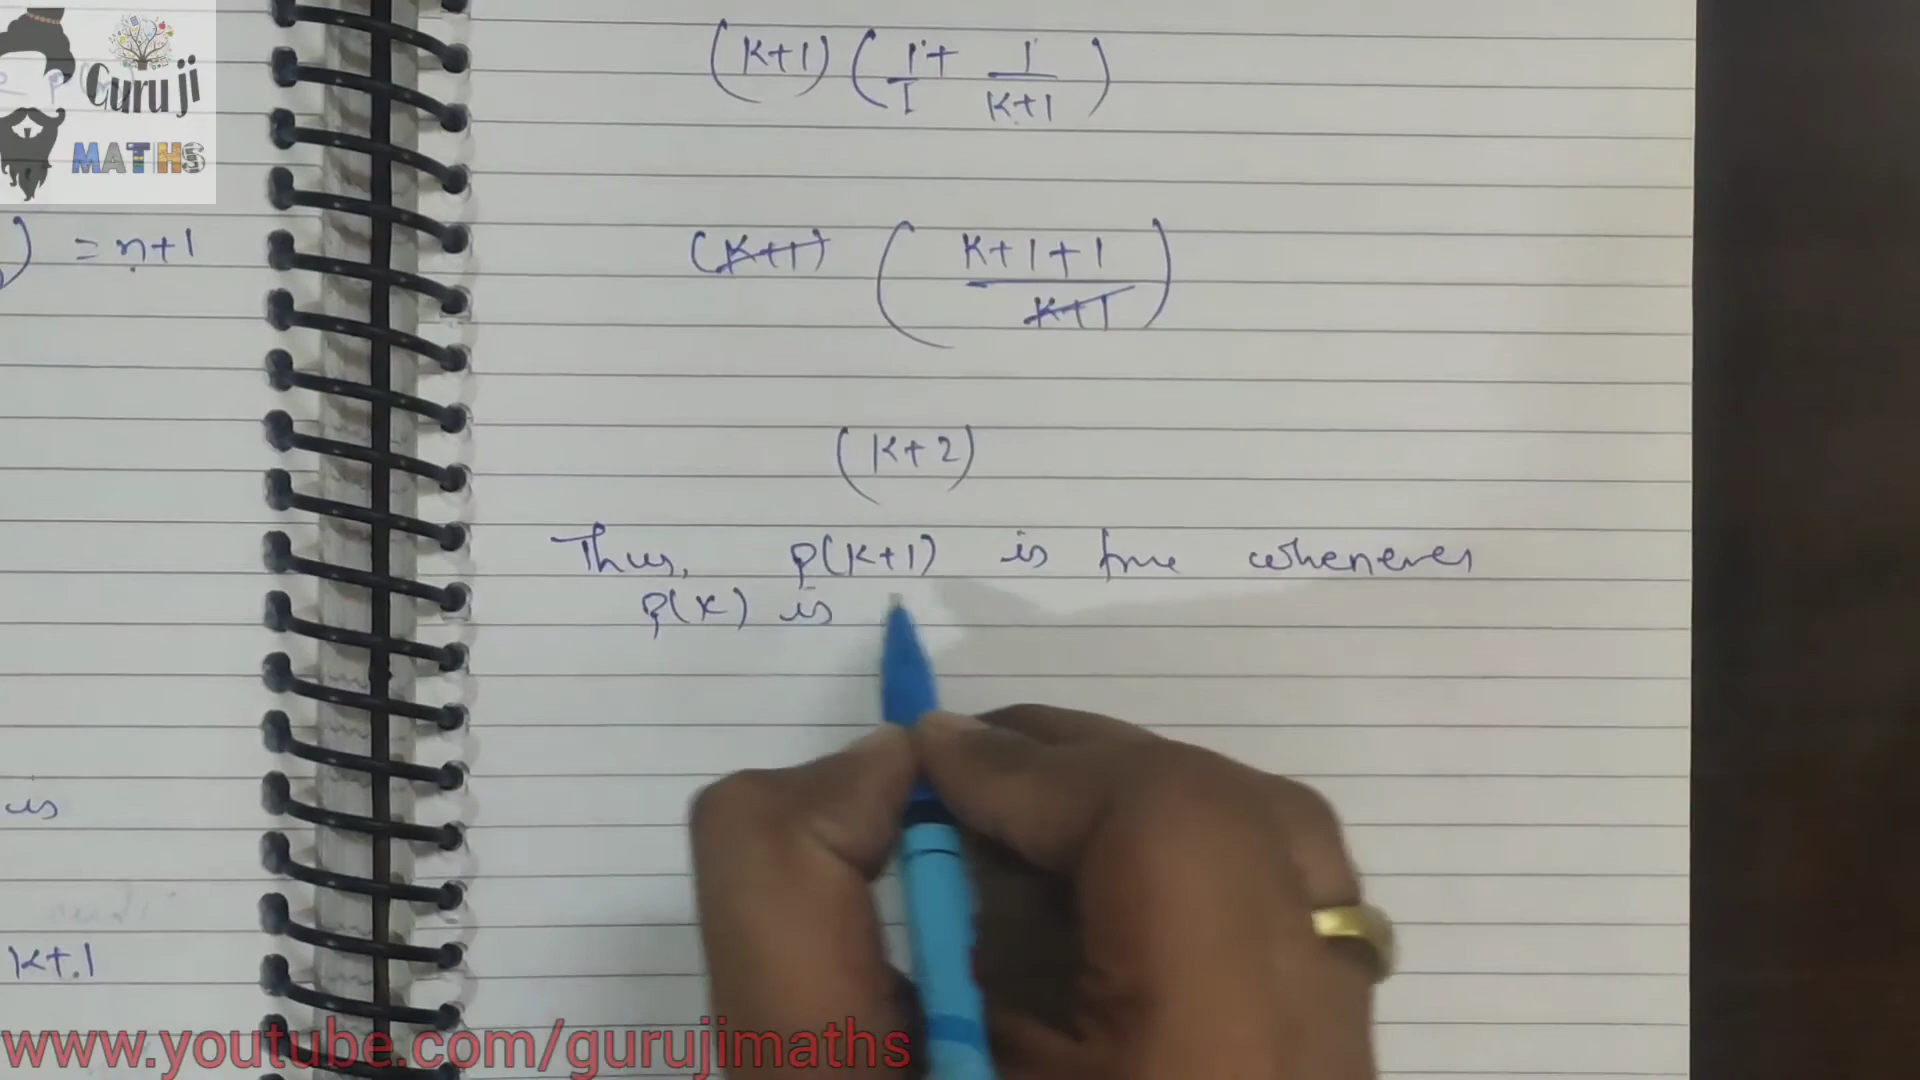 Guru ji
MATHS
) = n+1
is
k+.1
(K+1) (1/1 + 1/K+1)
(K+1) (K+1+1/K+1)
(K+2)
Thus, P(K+1) is true whenever
P(K) is
www.youtube.com/gurujimaths